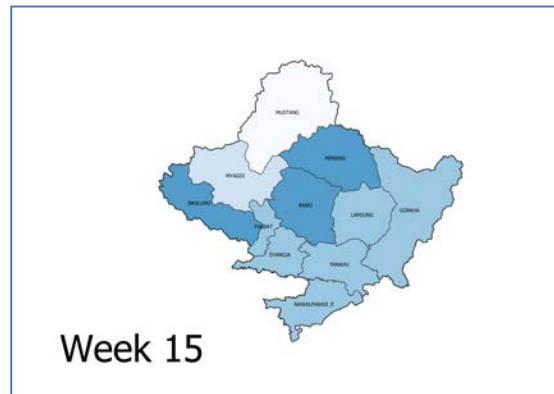 MUSTANG
MANANG
MYAGDI
KASKI
BAGLUNG
LAMJUNG
GORKHA
PARBAT
SYANGJA
TANAHU
NAWALPARASI_E
Week 15